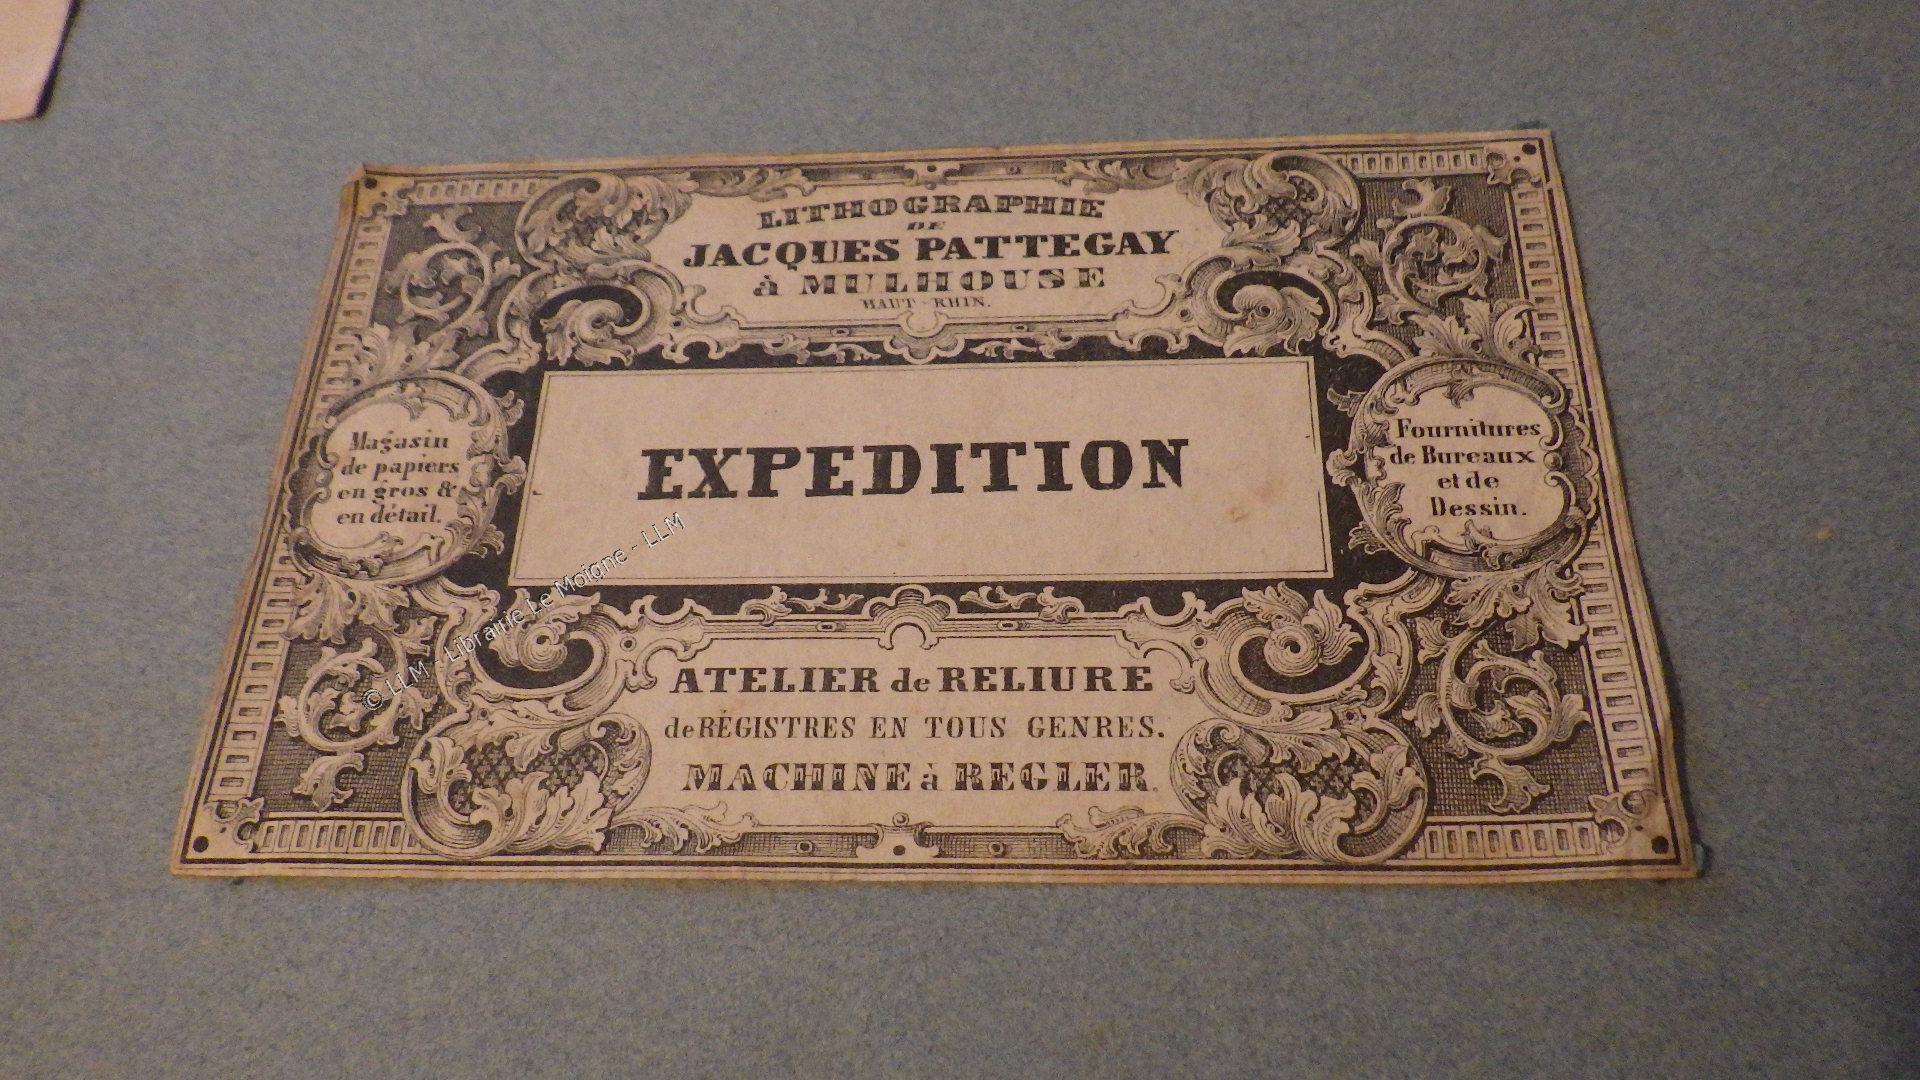 LITHOGRAPHIE
DE
JACQUES PATTEGAY
à MULHOUSE
HAUT-RHIN.
Magasin
de papiers
en gros &
en détail.
EXPEDITION
Fournitures
de Bureaux
et de
Dessin.
ATELIER de RELIURE
de RÉGISTRES EN TOUS GENRES.
MACHINE à REGLER.
© LLM - Librairie Le Moigne - LLM